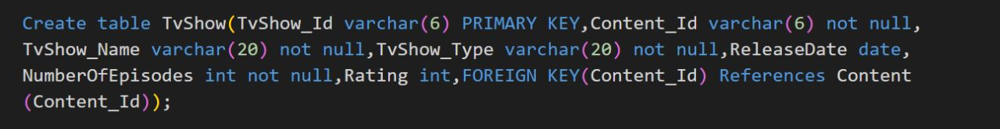 Create table TvShow(TvShow_Id varchar(6) PRIMARY KEY,Content_Id varchar(6) not null,
TvShow_Name varchar(20) not null,TvShow_Type varchar(20) not null,ReleaseDate date,
NumberOfEpisodes int not null,Rating int,FOREIGN KEY(Content_Id) References Content
(Content_Id));